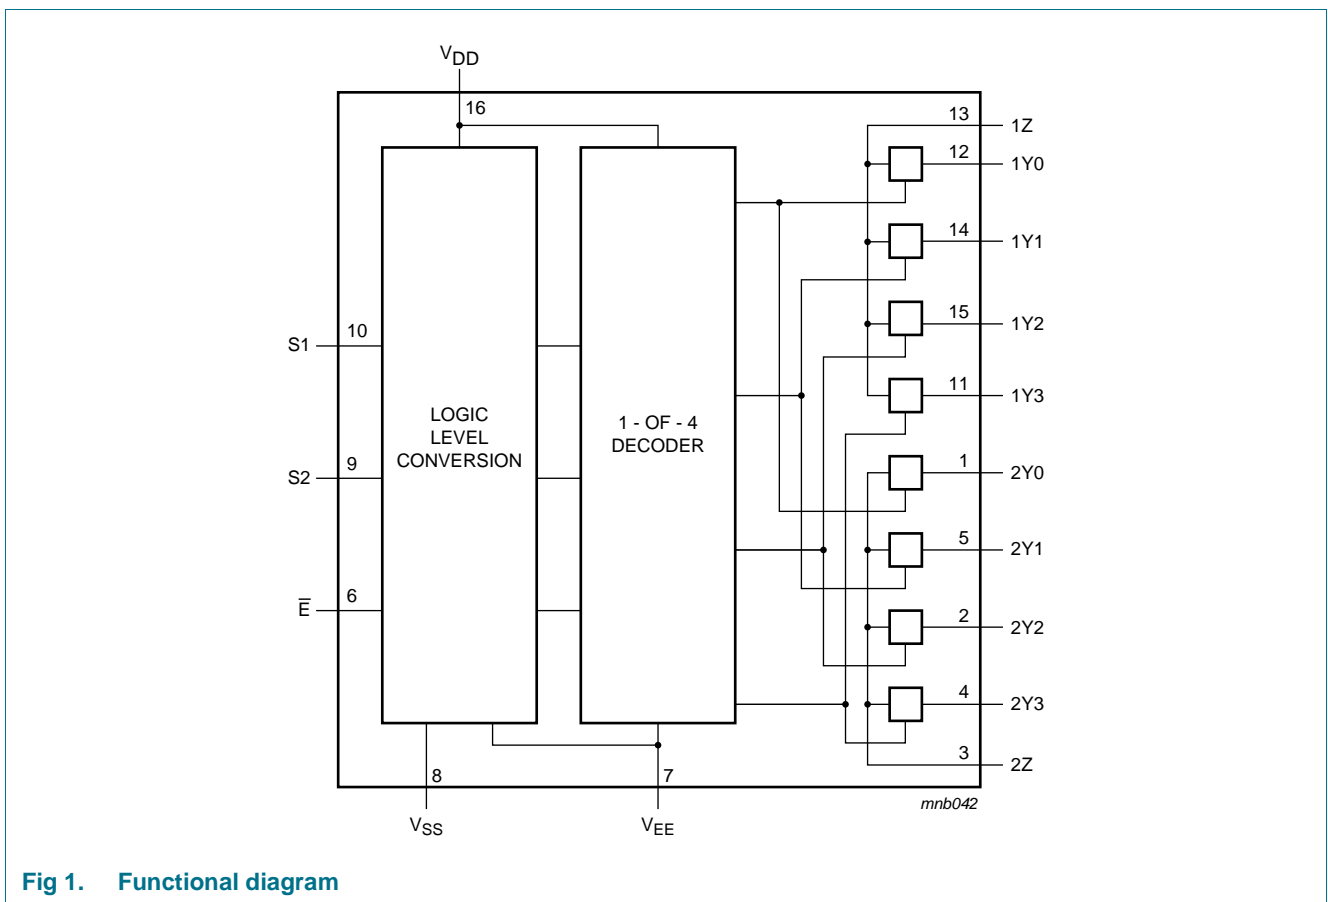 VDD
16
13 1Z
12 1Y0
14 1Y1
15 1Y2
11 1Y3
1 2Y0
5 2Y1
2 2Y2
4 2Y3
3 2Z
S1 10
S2 9
E̅ 6
LOGIC
LEVEL
CONVERSION
1 - OF - 4
DECODER
8
7
VSS
VEE
mnb042
Fig 1. Functional diagram